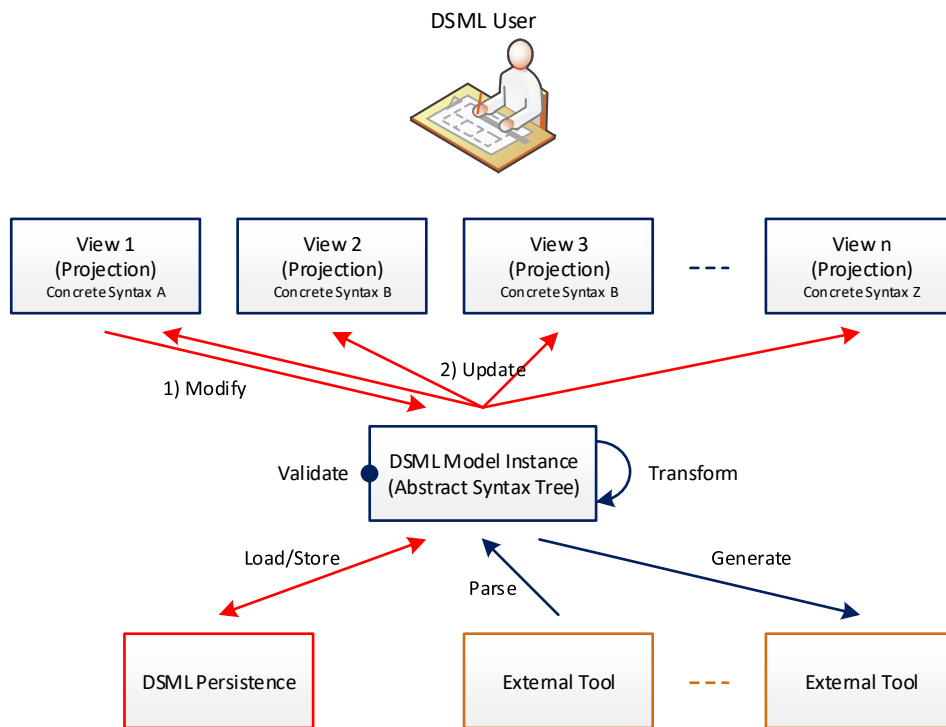 DSML User
View 1
(Projection)
Concrete Syntax A
View 2
(Projection)
Concrete Syntax B
View 3
(Projection)
Concrete Syntax B
View n
(Projection)
Concrete Syntax Z
1) Modify
2) Update
Validate
DSML Model Instance
(Abstract Syntax Tree)
Transform
Load/Store
Parse
Generate
DSML Persistence
External Tool
External Tool